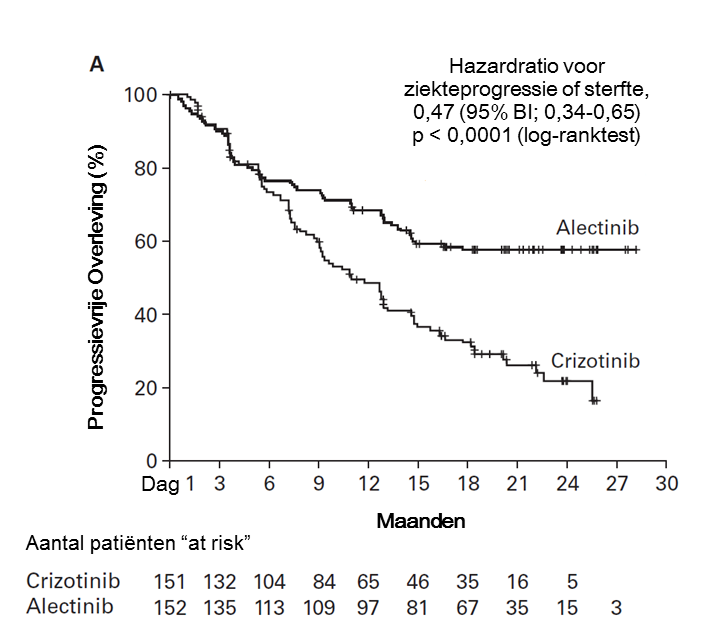 A
Hazardratio voor
ziekteprogressie of sterfte,
0,47 (95% BI; 0,34-0,65)
p < 0,0001 (log-ranktest)
Progressievrije Overleving (%)
100
80
60
40
20
0
Alectinib
Crizotinib
Dag 1 3 6 9 12 15 18 21 24 27 30
Maanden
Aantal patiënten “at risk”
Crizotinib 151 132 104 84 65 46 35 16 5
Alectinib 152 135 113 109 97 81 67 35 15 3